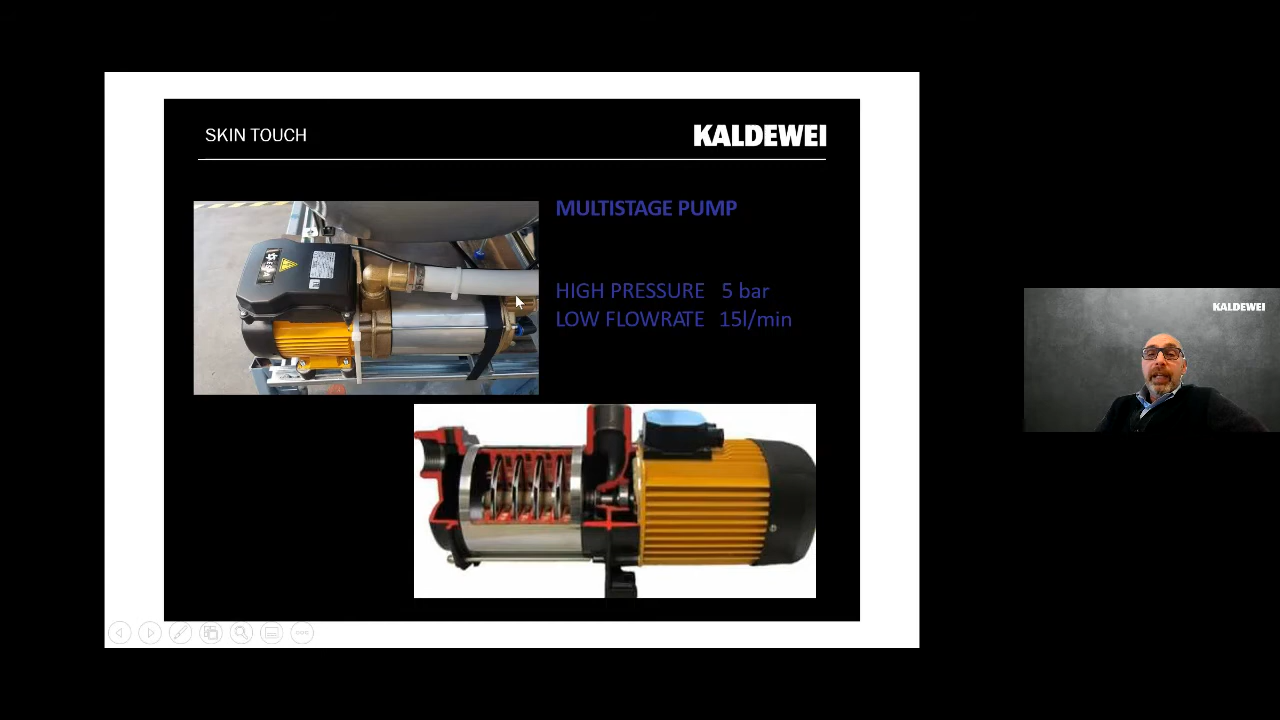 SKIN TOUCH
KALDEWEI
MULTISTAGE PUMP
HIGH PRESSURE 5 bar
LOW FLOWRATE 15l/min
KALDEWEI